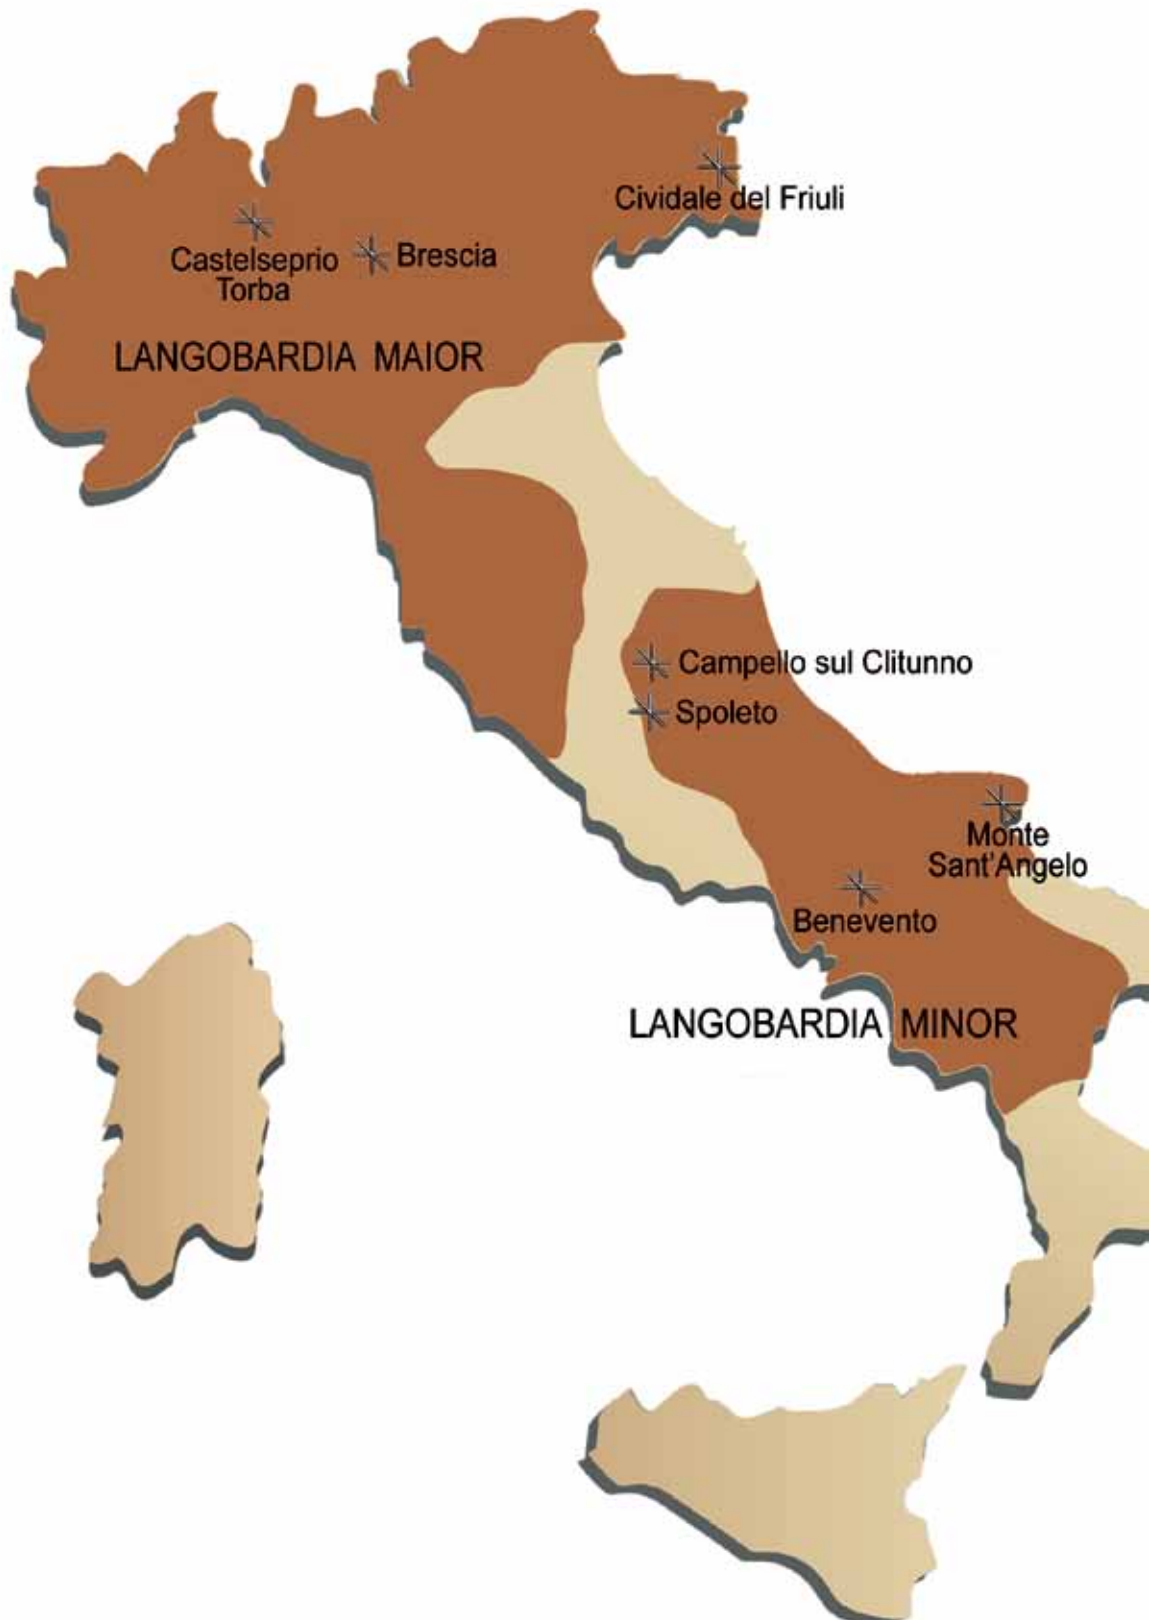 Cividale del Friuli
Castelseprio
Torba
Brescia
LANGOBARDIA MAIOR
Campello sul Clitunno
Spoleto
Monte
Sant'Angelo
Benevento
LANGOBARDIA MINOR